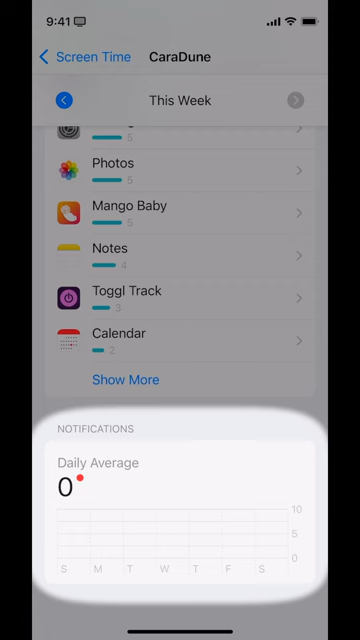 9:41
Screen Time
CaraDune
This Week
5
Photos
5
Mango Baby
5
Notes
4
Toggl Track
3
Calendar
2
Show More
NOTIFICATIONS
Daily Average
0
10
5
0
S M T W T F S